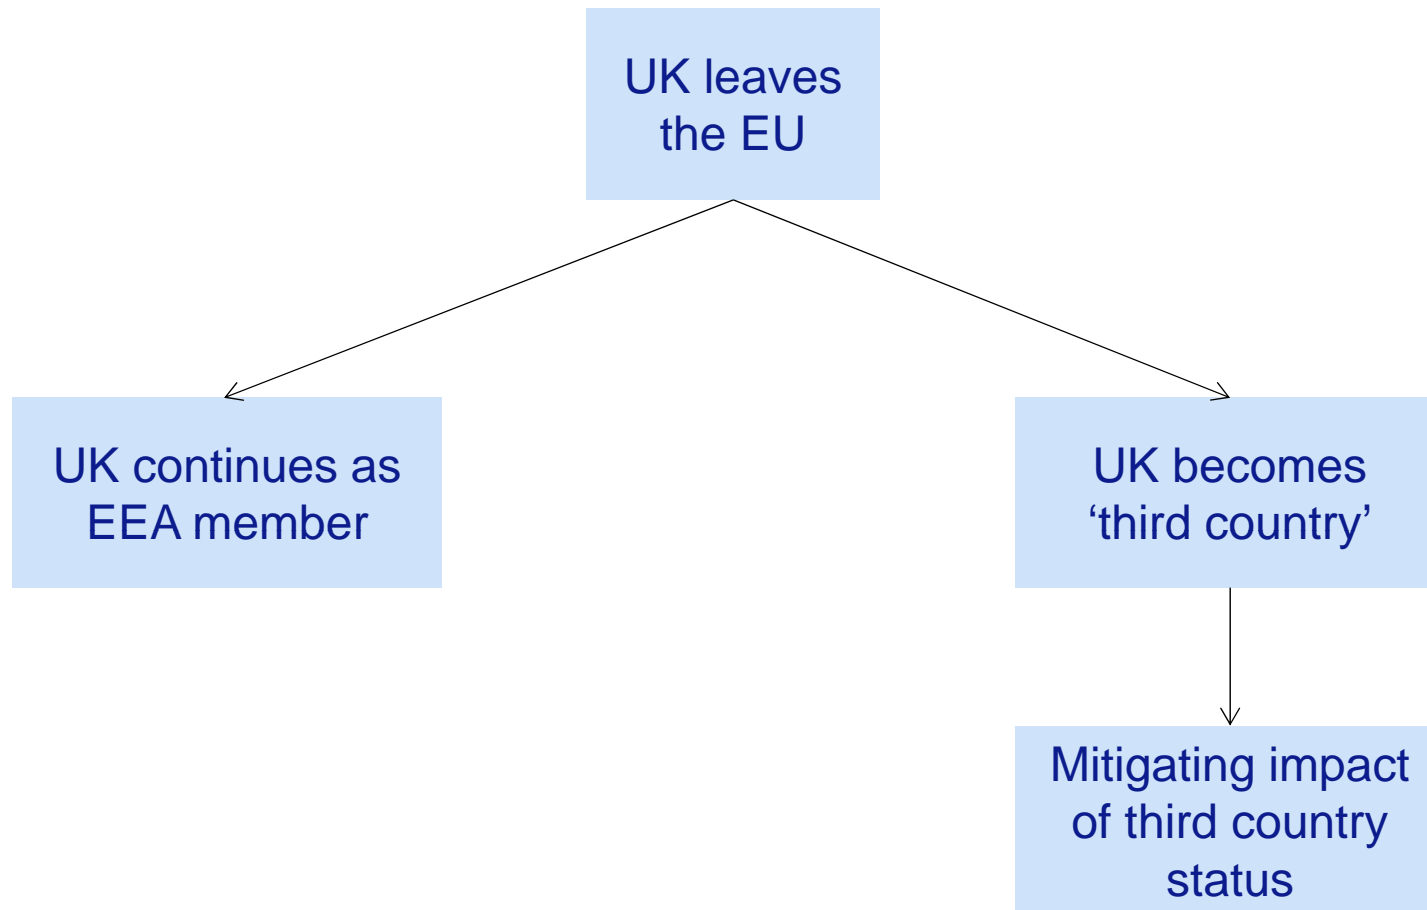 UK leaves
the EU
UK continues as
EEA member
UK becomes
‘third country’
Mitigating impact
of third country
status